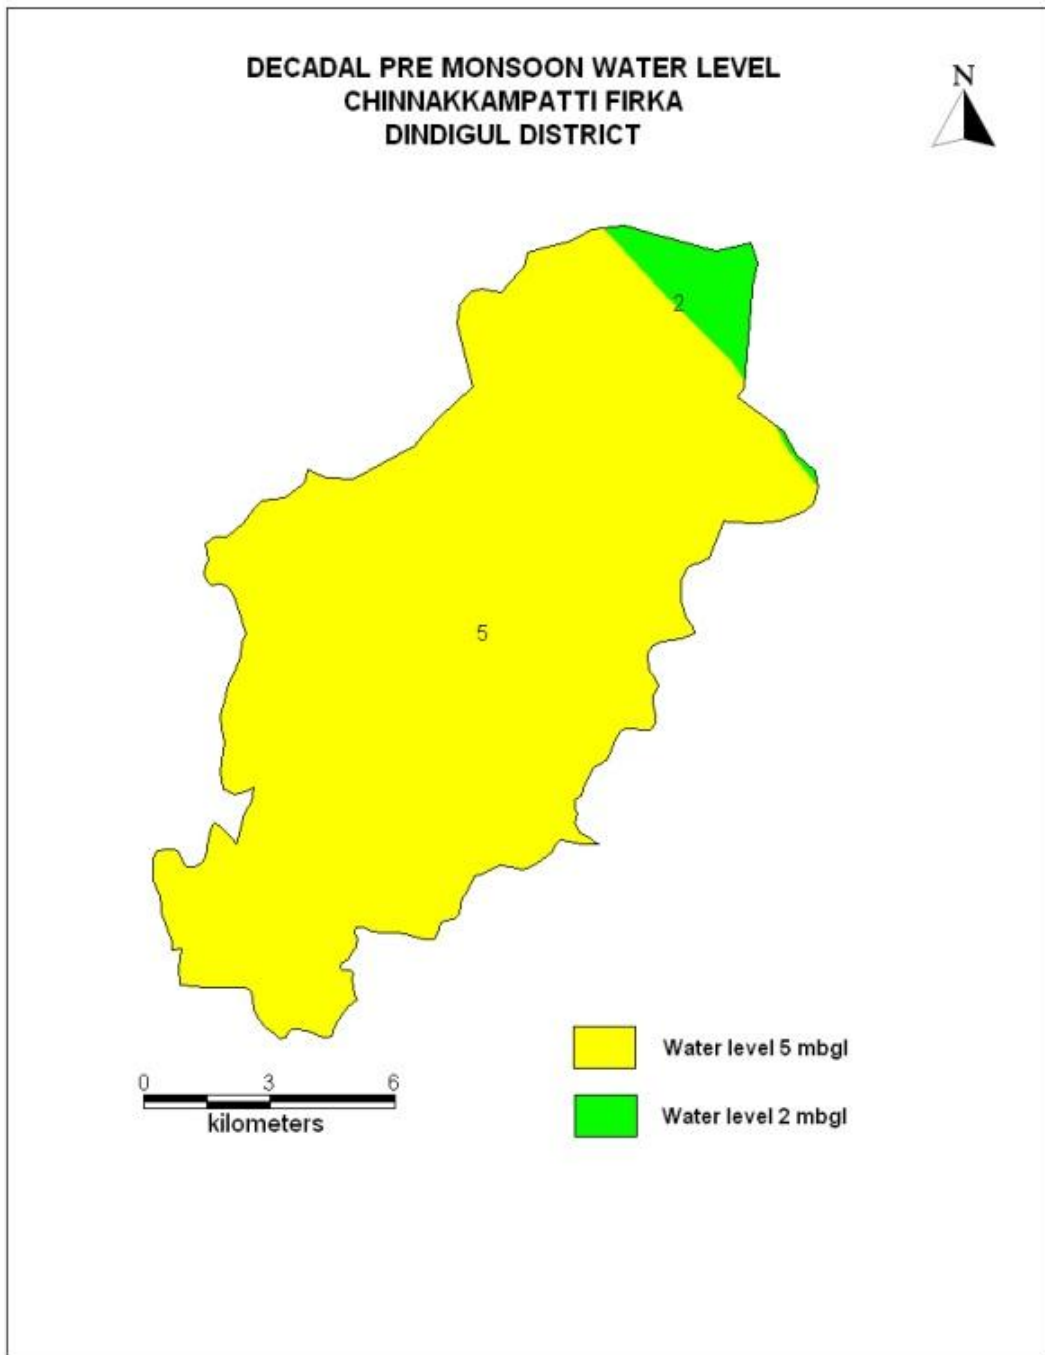 DECADAL PRE MONSOON WATER LEVEL
CHINNAKKAMPATTI FIRKA
DINDIGUL DISTRICT
N
2
5
Water level 5 mbgl
0 3 6
kilometers
Water level 2 mbgl